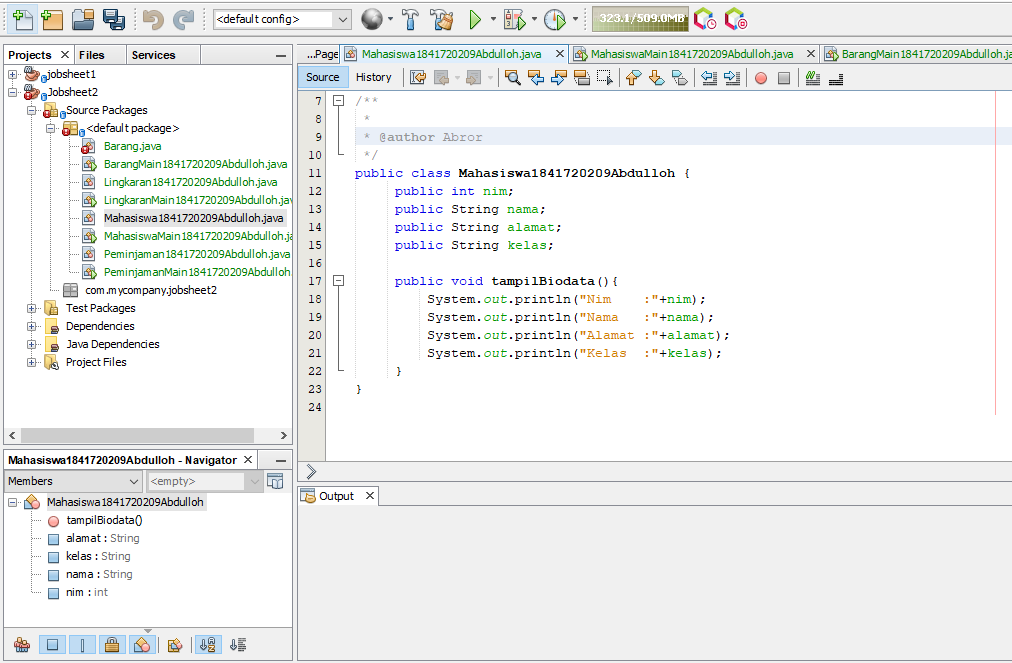 <default config>
323.1/509.0MB
Projects
Files
Services
jobsheet1
Jobsheet2
Source Packages
<default package>
Barang.java
BarangMain1841720209Abdulloh.java
Lingkaran1841720209Abdulloh.java
LingkaranMain1841720209Abdulloh.jav
Mahasiswa1841720209Abdulloh.java
MahasiswaMain1841720209Abdulloh.ja
Peminjaman1841720209Abdulloh.java
PeminjamanMain1841720209Abdulloh.
com.mycompany.jobsheet2
Test Packages
Dependencies
Java Dependencies
Project Files
Mahasiswa1841720209Abdulloh - Navigator
Members
<empty>
Mahasiswa1841720209Abdulloh
tampilBiodata()
alamat : String
kelas : String
nama : String
nim : int
...Page
Mahasiswa1841720209Abdulloh.java
MahasiswaMain1841720209Abdulloh.java
BarangMain1841720209Abdulloh.ja
Source
History
7 /**
8 *
9 * @author Abror
10 */
11 public class Mahasiswa1841720209Abdulloh {
12 public int nim;
13 public String nama;
14 public String alamat;
15 public String kelas;
16
17 public void tampilBiodata(){
18 System.out.println("Nim    :"+nim);
19 System.out.println("Nama   :"+nama);
20 System.out.println("Alamat :"+alamat);
21 System.out.println("Kelas  :"+kelas);
22 }
23 }
24
Output